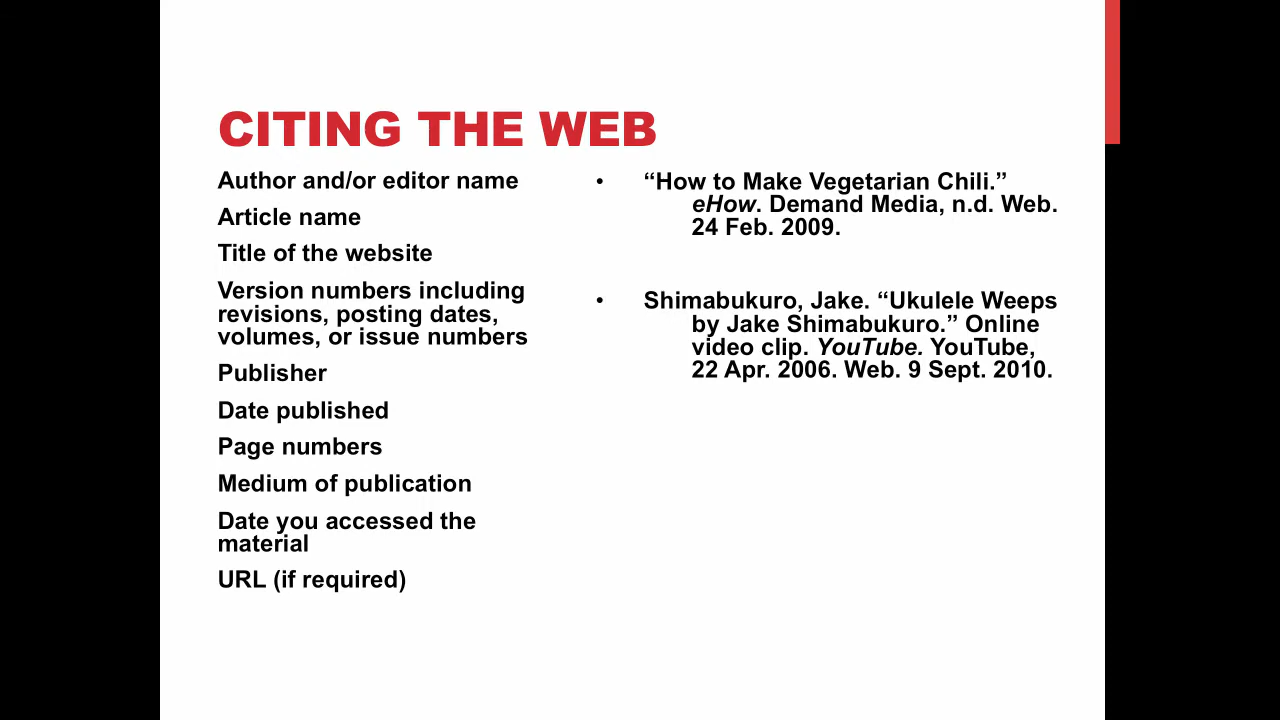 CITING THE WEB
Author and/or editor name
Article name
Title of the website
Version numbers including
revisions, posting dates,
volumes, or issue numbers
Publisher
Date published
Page numbers
Medium of publication
Date you accessed the
material
URL (if required)
• “How to Make Vegetarian Chili.”
eHow. Demand Media, n.d. Web.
24 Feb. 2009.
• Shimabukuro, Jake. “Ukulele Weeps
by Jake Shimabukuro.” Online
video clip. YouTube. YouTube,
22 Apr. 2006. Web. 9 Sept. 2010.